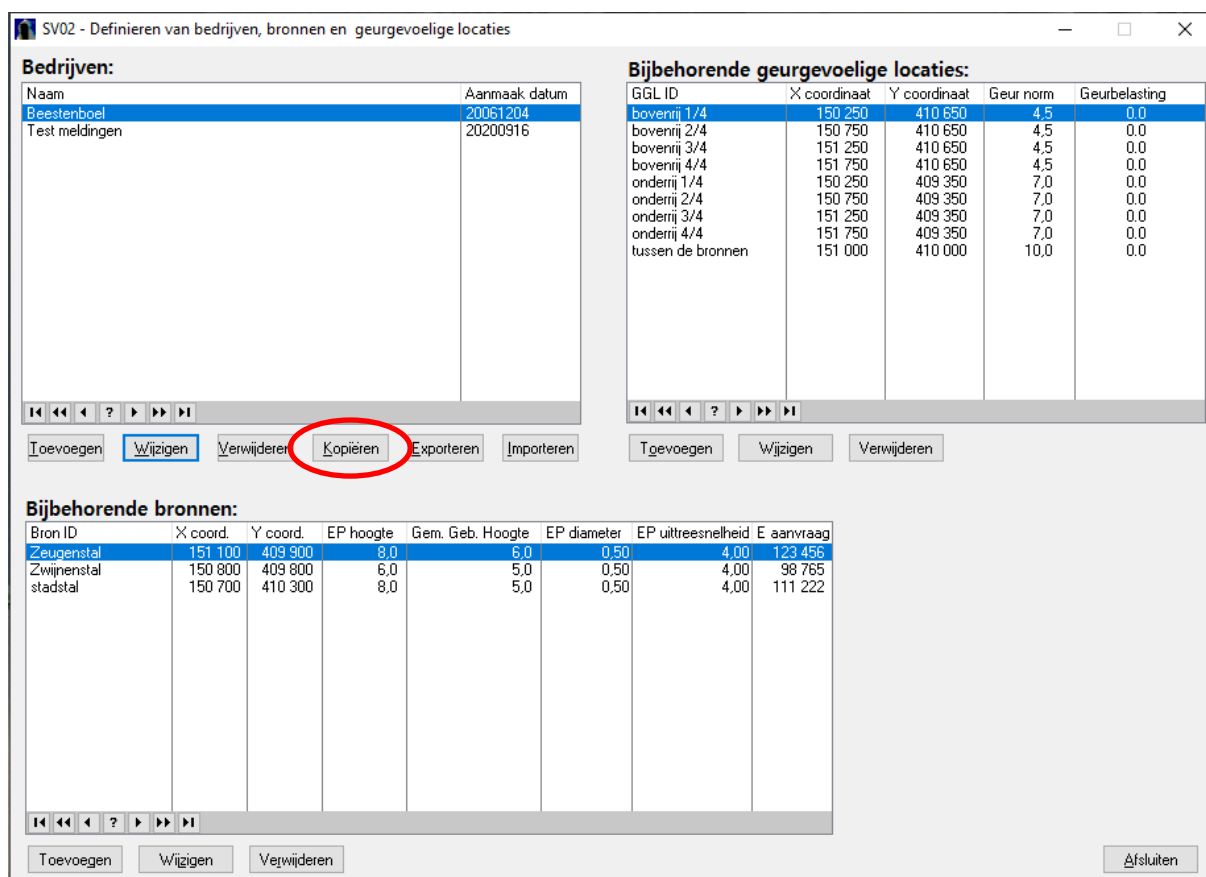 SV02 - Definieren van bedrijven, bronnen en geurgevoelige locaties
Bedrijven:
Naam Aanmaak datum
Beestenboel 20061204
Test meldingen 20200916
Toevoegen Wijzigen Verwijderen Kopiëren Exporteren Importeren
Bijbehorende geurgevoelige locaties:
GGL ID X coordinaat Y coordinaat Geur norm Geurbelasting
bovenrij 1/4 150 250 410 650 4,5 0.0
bovenrij 2/4 150 750 410 650 4,5 0.0
bovenrij 3/4 151 250 410 650 4,5 0.0
bovenrij 4/4 151 750 410 650 4,5 0.0
onderrij 1/4 150 250 409 350 7,0 0.0
onderrij 2/4 150 750 409 350 7,0 0.0
onderrij 3/4 151 250 409 350 7,0 0.0
onderrij 4/4 151 750 409 350 7,0 0.0
tussen de bronnen 151 000 410 000 10,0 0.0
Toevoegen Wijzigen Verwijderen
Bijbehorende bronnen:
Bron ID X coord. Y coord. EP hoogte Gem. Geb. Hoogte EP diameter EP uittreesnelheid E aanvraag
Zeugenstal 151 100 409 900 8,0 6,0 0,50 4,00 123 456
Zwijnenstal 150 800 409 800 6,0 5,0 0,50 4,00 98 765
stadstal 150 700 410 300 8,0 5,0 0,50 4,00 111 222
Toevoegen Wijzigen Verwijderen
Afsluiten